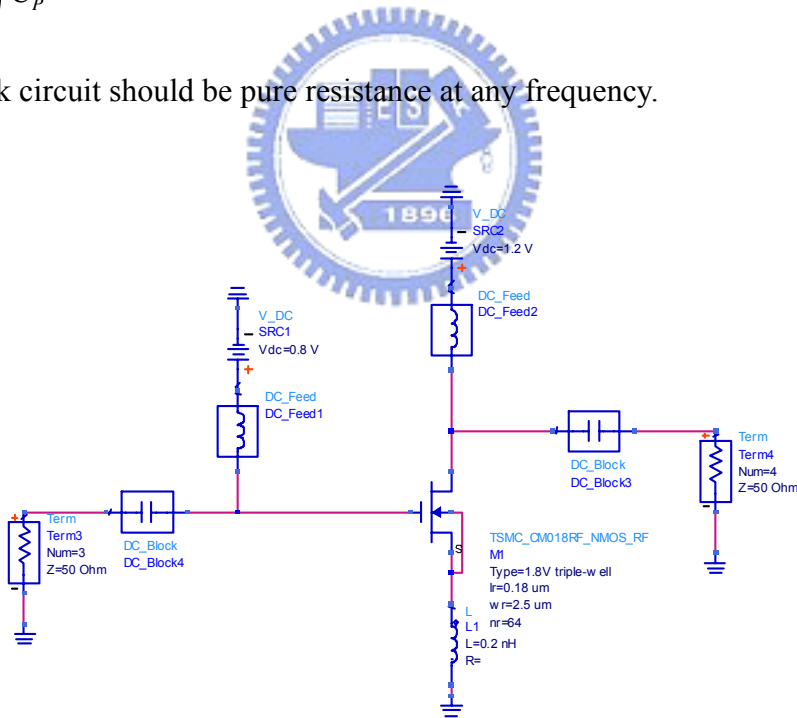 C_p
k circuit should be pure resistance at any frequency.
E S
1896
V_DC
SRC2
Vdc=1.2 V
DC_Feed
DC_Feed2
V_DC
SRC1
Vdc=0.8 V
DC_Feed
DC_Feed1
Term
Term4
Num=4
Z=50 Ohm
DC_Block
DC_Block3
Term
Term3
Num=3
Z=50 Ohm
DC_Block
DC_Block4
S
TSMC_CM018RF_NMOS_RF
M1
Type=1.8V triple-well
lr=0.18 um
wr=2.5 um
nr=64
L
L1
L=0.2 nH
R=